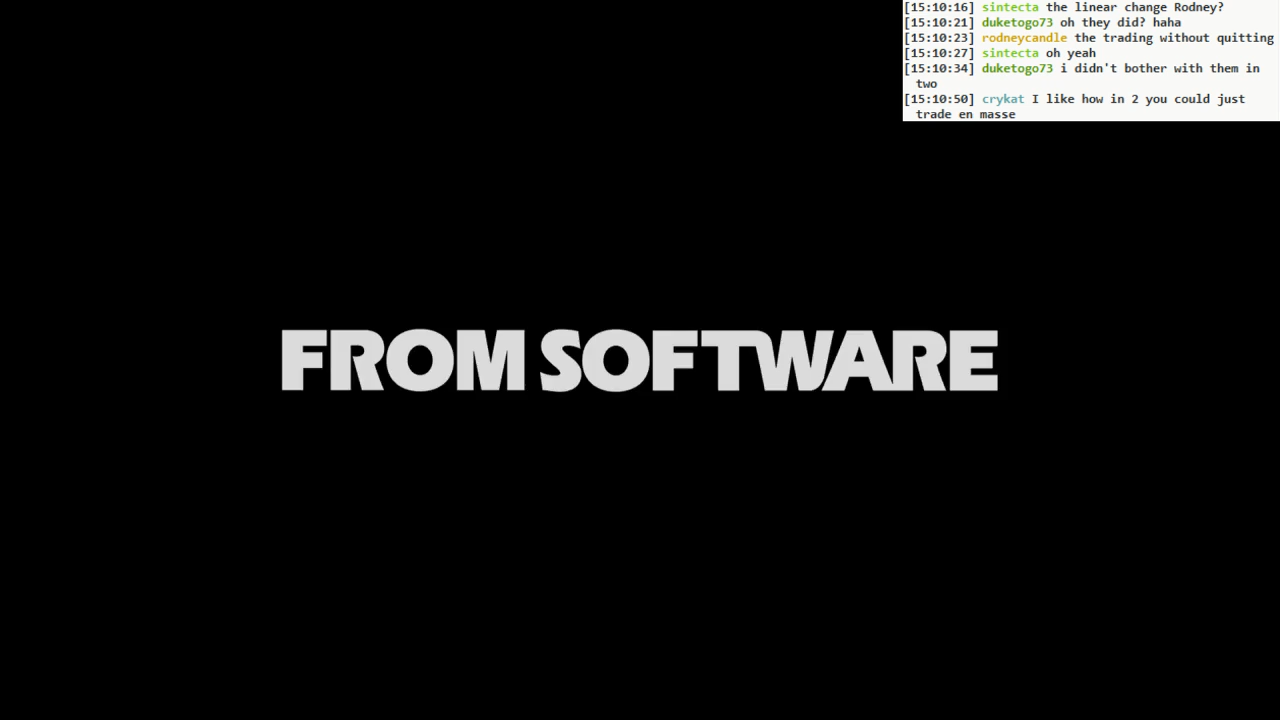 [15:10:16] sintecta the linear change Rodney?
[15:10:21] duketogo73 oh they did? haha
[15:10:23] rodneycandle the trading without quitting
[15:10:27] sintecta oh yeah
[15:10:34] duketogo73 i didn't bother with them in
two
[15:10:50] crykat I like how in 2 you could just
trade en masse
FROM SOFTWARE